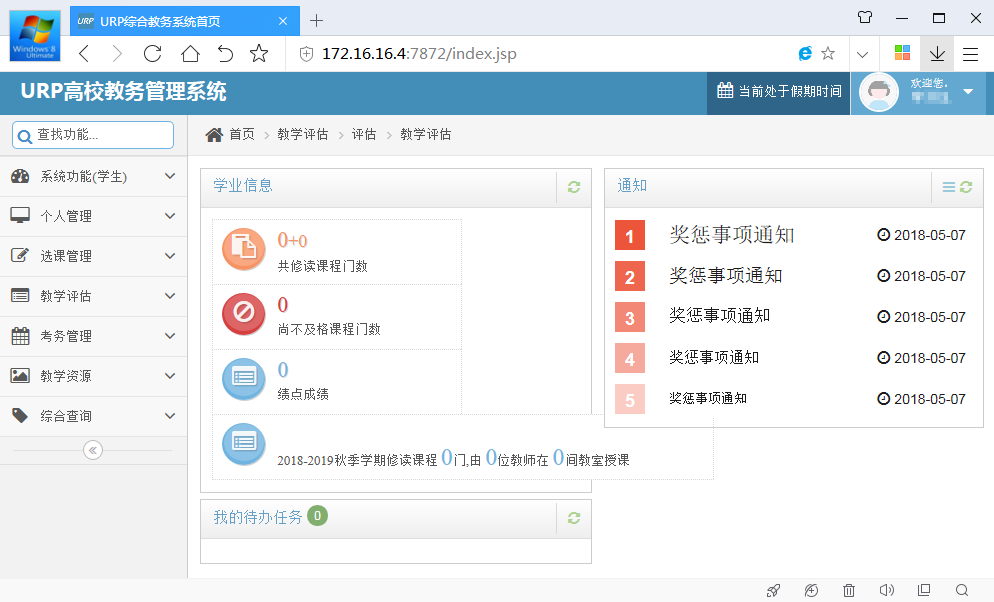 URP URP综合教务系统首页
Windows 8
Ultimate
172.16.16.4:7872/index.jsp
URP高校教务管理系统
当前处于假期时间
欢迎您,
查找功能...
首页 教学评估 评估 教学评估
系统功能(学生)
个人管理
选课管理
教学评估
考务管理
教学资源
综合查询
学业信息
0+0
共修读课程门数
0
尚不及格课程门数
0
绩点成绩
2018-2019秋季学期修读课程 0门,由 0位教师在 0间教室授课
我的待办任务 0
通知
1 奖惩事项通知 2018-05-07
2 奖惩事项通知 2018-05-07
3 奖惩事项通知 2018-05-07
4 奖惩事项通知 2018-05-07
5 奖惩事项通知 2018-05-07